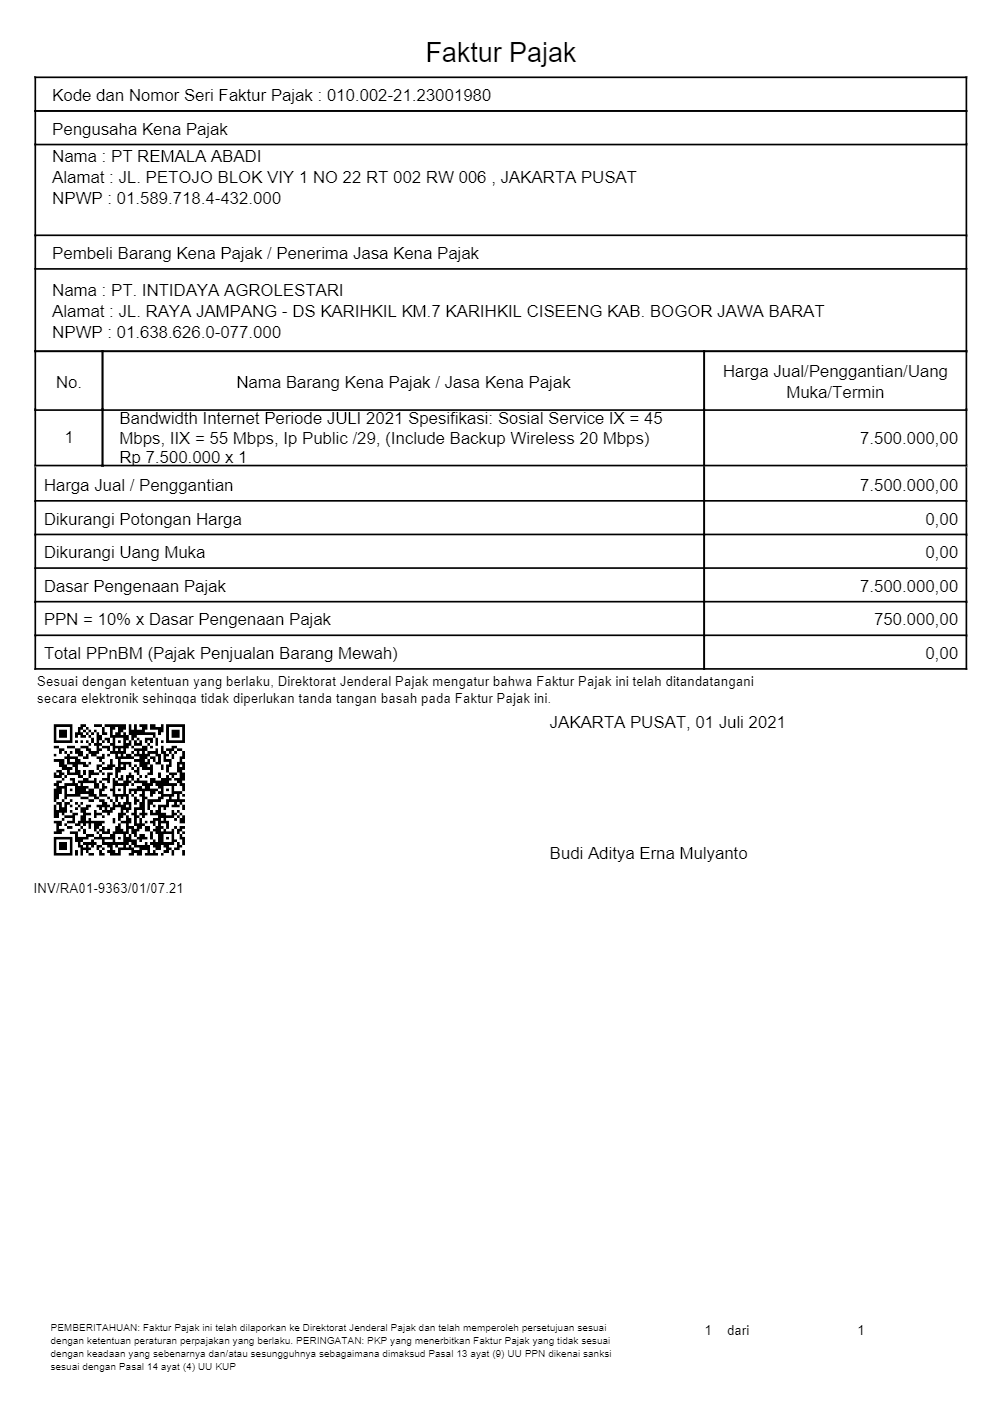 Faktur Pajak
Kode dan Nomor Seri Faktur Pajak : 010.002-21.23001980
Pengusaha Kena Pajak
Nama : PT REMALA ABADI
Alamat : JL. PETOJO BLOK VIY 1 NO 22 RT 002 RW 006 , JAKARTA PUSAT
NPWP : 01.589.718.4-432.000
Pembeli Barang Kena Pajak / Penerima Jasa Kena Pajak
Nama : PT. INTIDAYA AGROLESTARI
Alamat : JL. RAYA JAMPANG - DS KARIHKIL KM.7 KARIHKIL CISEENG KAB. BOGOR JAWA BARAT
NPWP : 01.638.626.0-077.000
No. Nama Barang Kena Pajak / Jasa Kena Pajak Harga Jual/Penggantian/Uang
Muka/Termin
Bandwidth Internet Periode JULI 2021 Spesifikasi: Sosial Service IX = 45
1 Mbps, IIX = 55 Mbps, Ip Public /29, (Include Backup Wireless 20 Mbps) 7.500.000,00
Rp 7.500.000 x 1
Harga Jual / Penggantian 7.500.000,00
Dikurangi Potongan Harga 0,00
Dikurangi Uang Muka 0,00
Dasar Pengenaan Pajak 7.500.000,00
PPN = 10% x Dasar Pengenaan Pajak 750.000,00
Total PPnBM (Pajak Penjualan Barang Mewah) 0,00
Sesuai dengan ketentuan yang berlaku, Direktorat Jenderal Pajak mengatur bahwa Faktur Pajak ini telah ditandatangani
secara elektronik sehingga tidak diperlukan tanda tangan basah pada Faktur Pajak ini.
JAKARTA PUSAT, 01 Juli 2021
Budi Aditya Erna Mulyanto
INV/RA01-9363/01/07.21
PEMBERITAHUAN: Faktur Pajak ini telah dilaporkan ke Direktorat Jenderal Pajak dan telah memperoleh persetujuan sesuai
dengan ketentuan peraturan perpajakan yang berlaku. PERINGATAN: PKP yang menerbitkan Faktur Pajak yang tidak sesuai
dengan keadaan yang sebenarnya dan/atau sesungguhnya sebagaimana dimaksud Pasal 13 ayat (9) UU PPN dikenai sanksi
sesuai dengan Pasal 14 ayat (4) UU KUP
1 dari 1